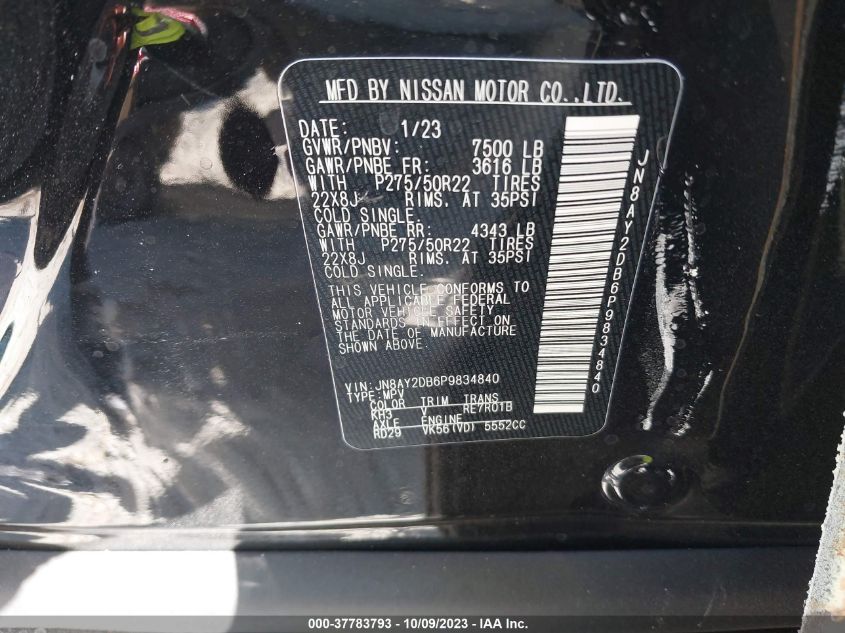 MFD BY NISSAN MOTOR CO.,LTD.
DATE: 1/23
GVWR/PNBV: 7500 LB
GAWR/PNBE FR: 3616 LB
WITH P275/50R22 TIRES
22X8J RIMS. AT 35PSI
COLD SINGLE.
GAWR/PNBE RR: 4343 LB
WITH P275/50R22 TIRES
22X8J RIMS. AT 35PSI
COLD SINGLE.
THIS VEHICLE CONFORMS TO
ALL APPLICABLE FEDERAL
MOTOR VEHICLE SAFETY
STANDARDS IN EFFECT ON
THE DATE OF MANUFACTURE
SHOWN ABOVE.
VIN:JN8AY2DB6P9834840
TYPE:MPV
COLOR TRIM TRANS
KH3 V RE7R01B
AXLE ENGINE
RD29 VK56(VD) 5552CC
JN8AY2DB6P9834840
000-37783793 - 10/09/2023 - IAA Inc.